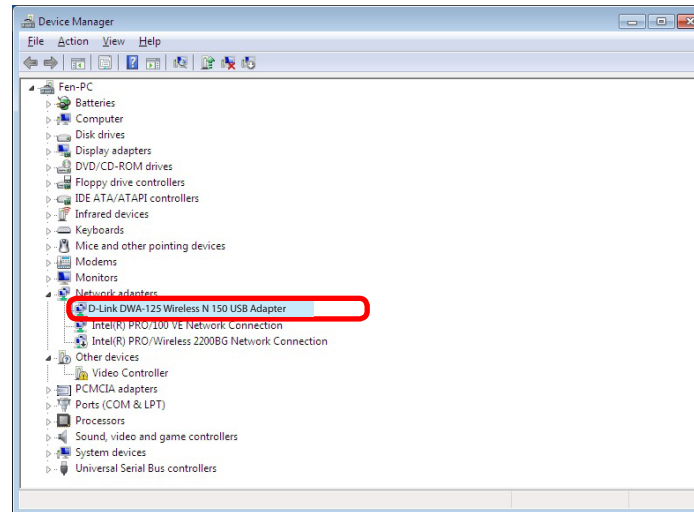 Device Manager
File Action View Help
Fen-PC
Batteries
Computer
Disk drives
Display adapters
DVD/CD-ROM drives
Floppy drive controllers
IDE ATA/ATAPI controllers
Infrared devices
Keyboards
Mice and other pointing devices
Modems
Monitors
Network adapters
D-Link DWA-125 Wireless N 150 USB Adapter
Intel(R) PRO/100 VE Network Connection
Intel(R) PRO/Wireless 2200BG Network Connection
Other devices
Video Controller
PCMCIA adapters
Ports (COM & LPT)
Processors
Sound, video and game controllers
System devices
Universal Serial Bus controllers